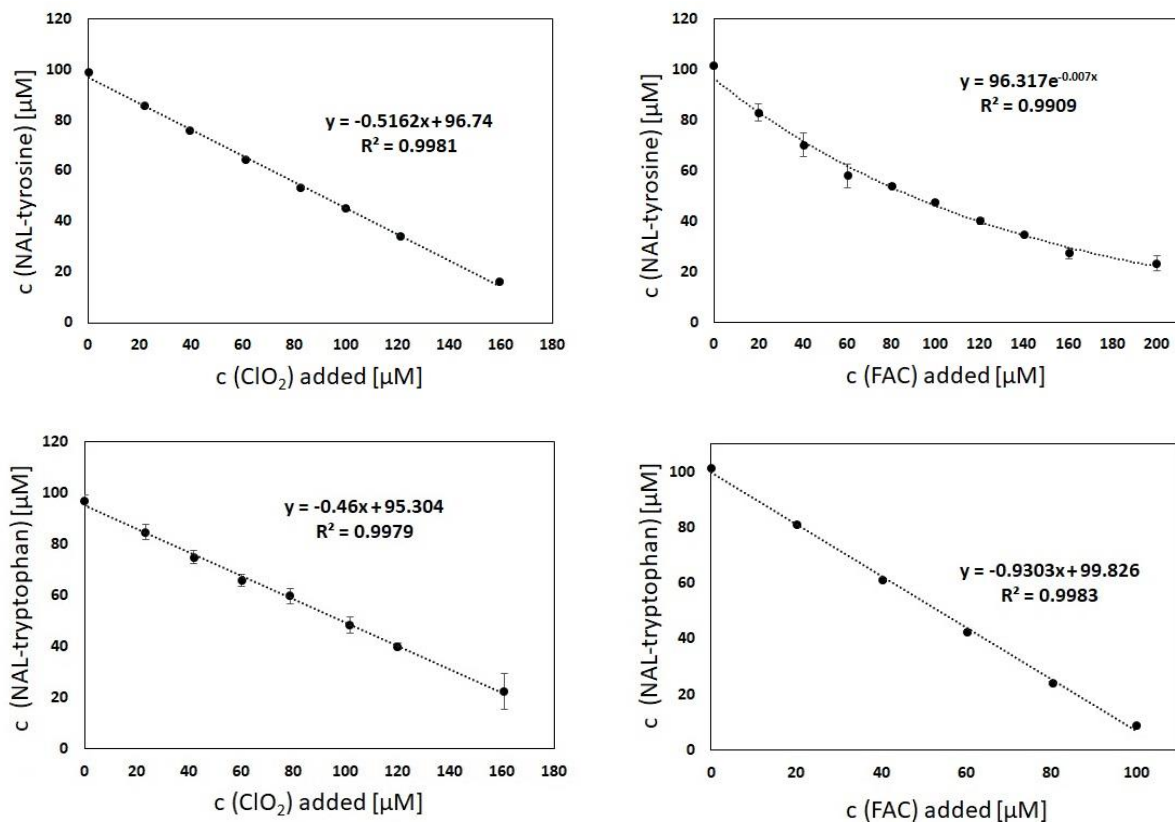 120
100
80
60
40
20
0
c (NAL-tyrosine) [µM]
y = -0.5162x + 96.74
R² = 0.9981
0 20 40 60 80 100 120 140 160 180
c (ClO₂) added [µM]
120
100
80
60
40
20
0
c (NAL-tyrosine) [µM]
y = 96.317e^-0.007x
R² = 0.9909
0 20 40 60 80 100 120 140 160 180 200
c (FAC) added [µM]
120
100
80
60
40
20
0
c (NAL-tryptophan) [µM]
y = -0.46x + 95.304
R² = 0.9979
0 20 40 60 80 100 120 140 160 180
c (ClO₂) added [µM]
100
80
60
40
20
0
c (NAL-tryptophan) [µM]
y = -0.9303x + 99.826
R² = 0.9983
0 20 40 60 80 100
c (FAC) added [µM]